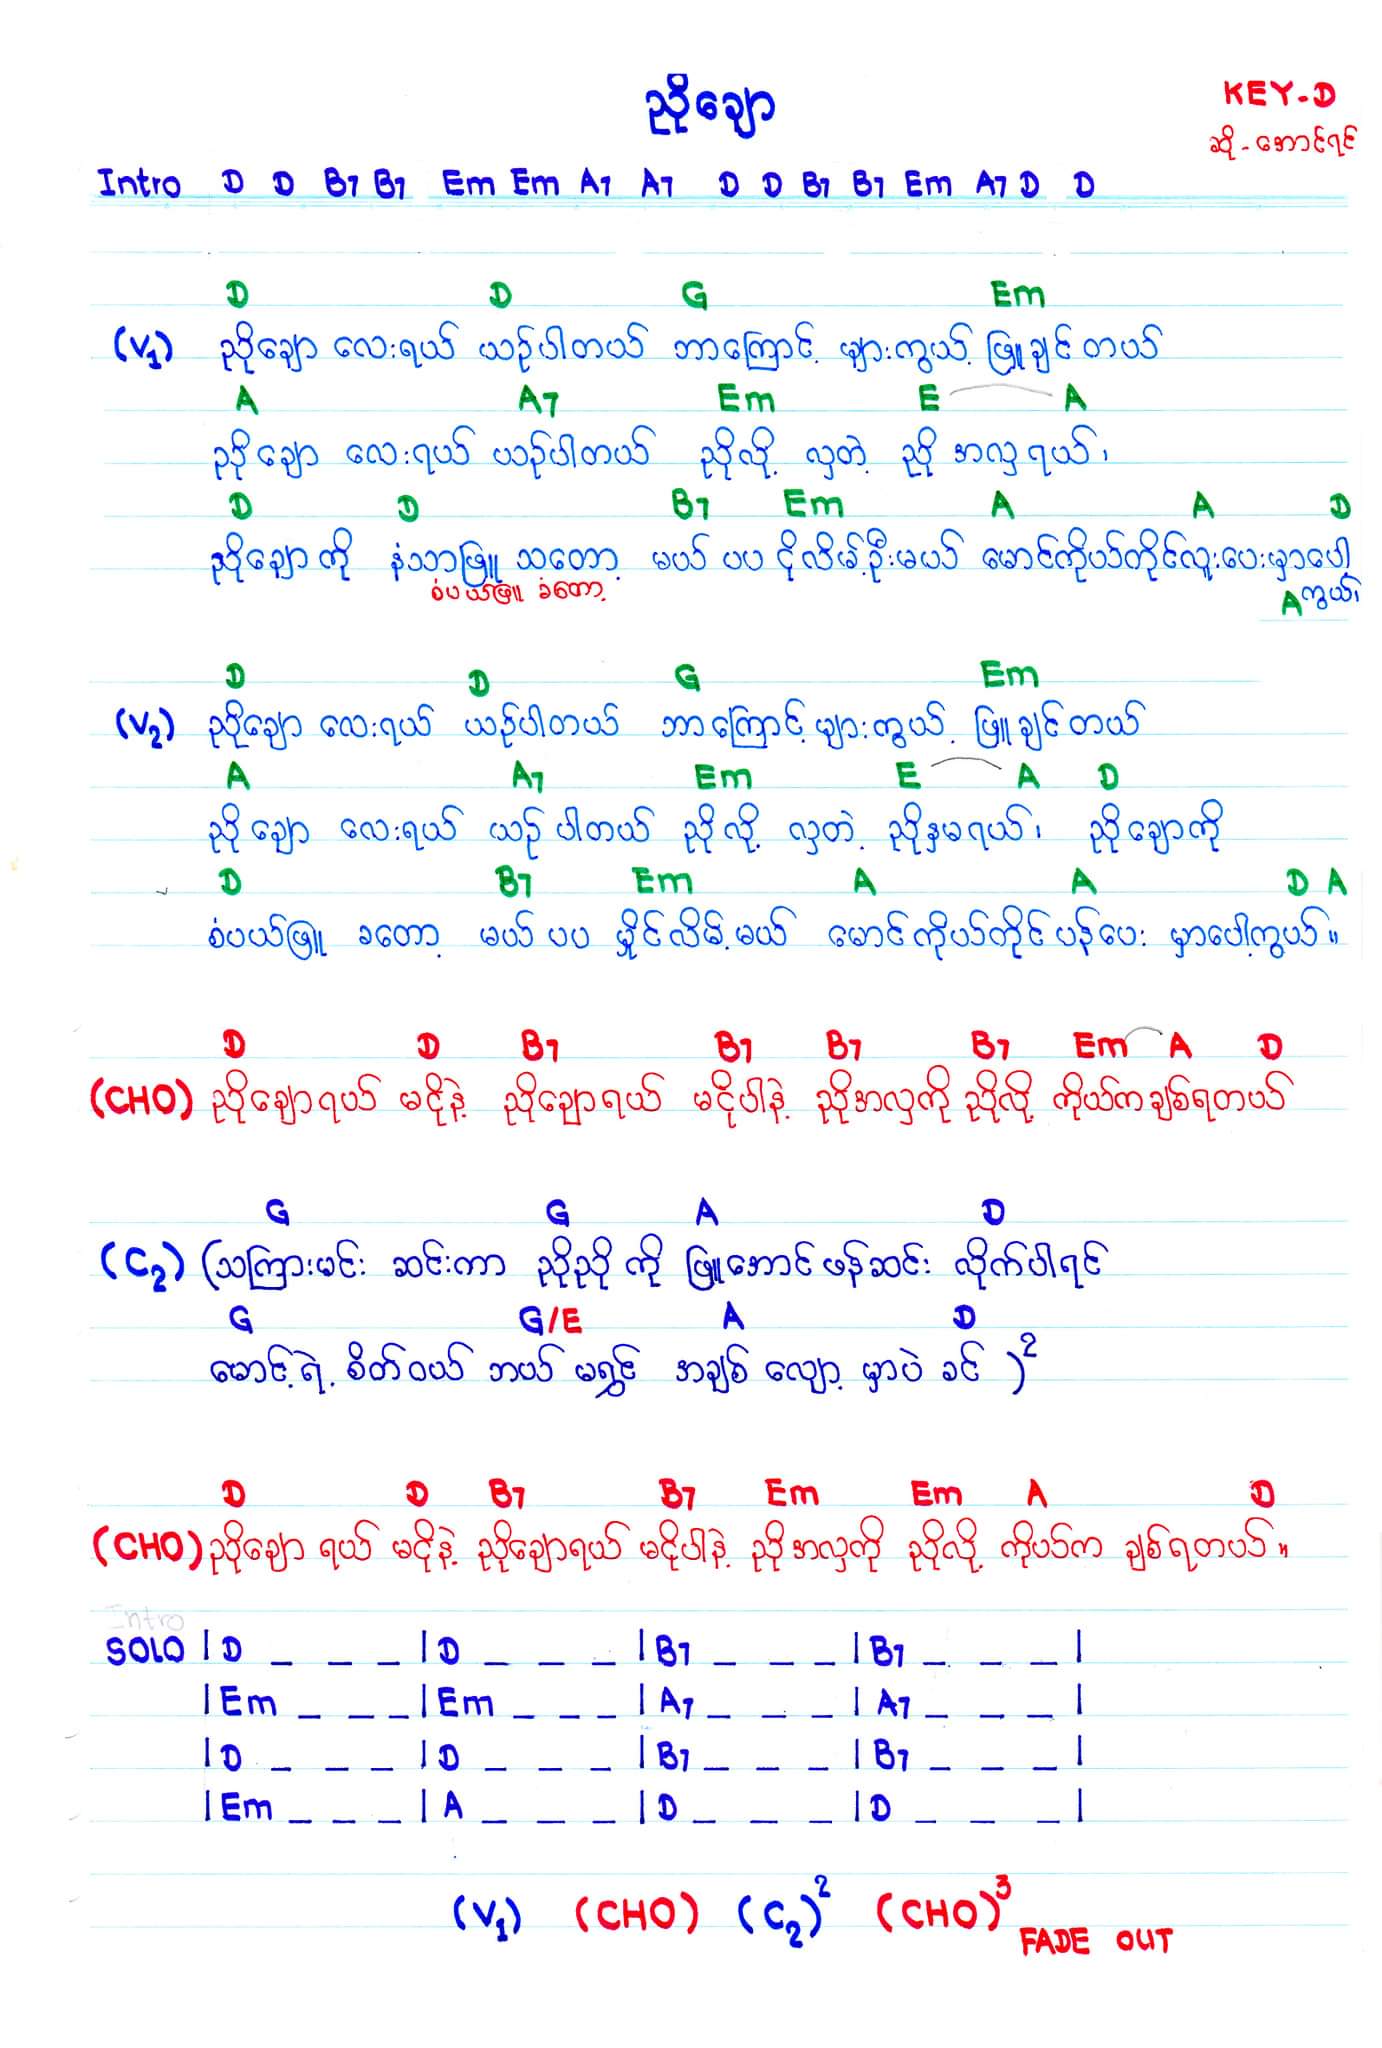 ညိုချော
KEY-D
ဆို-အောင်ရင်
Intro D D B7 B7 Em Em A7 A7 D D B7 B7 Em A7 D D
D D G Em
(V1) ညိုချော လေးရယ် ယဉ်ပါတယ် ဘာကြောင့် များကွယ့် ဖြူချင်တယ်
A A7 Em E A
ညိုချော လေးရယ် ယဉ်ပါတယ် ညိုလို့ လှတဲ့ ညို အလှရယ်၊
D D B7 Em A A D
ညိုချောကို နံ့သာဖြူ သတော့ မယ် ပပ ငိုလိမ့်ဦးမယ် မောင်ကိုယ်တိုင်လူးပေးမှာပေါ့
စံပယ်ဖြူ ခံတော့ A ကွယ်၊
D D G Em
(V2) ညိုချော လေးရယ် ယဉ်ပါတယ် ဘာကြောင့် များကွယ့် ဖြူချင်တယ်
A A7 Em E A D
ညိုချော လေးရယ် ယဉ်ပါတယ် ညိုလို့ လှတဲ့ ညိုနှမရယ်၊ ညိုချောကို
D B7 Em A A D A
စံပယ်ဖြူ ခတော့ မယ် ပပ မှိုင်လိမ့်မယ် မောင်ကိုယ်တိုင် ပန်ပေး မှာပေါ့ကွယ်။
D D B7 B7 B7 B7 Em A D
(CHO) ညိုချောရယ် မငိုနဲ့ ညိုချောရယ် မငိုပါနဲ့ ညိုအလှကို ညိုလို့ ကိုယ်ကချစ်ရတယ်
G G A D
(C2) (သကြားမင်း ဆင်းကာ ညိုညို ကို ဖြူအောင်ဖန်ဆင်း လိုက်ပါရင်
G G/E A D
မောင့်ရဲ့ စိတ်ဝယ် ဘယ် မရွှင် အချစ် လျော့ မှာပဲ ခင် )2
D D B7 B7 Em Em A D
(CHO) ညိုချော ရယ် မငိုနဲ့ ညိုချောရယ် မငိုပါနဲ့ ညိုအလှကို ညိုလို့ ကိုယ်က ချစ်ရတယ်။
Intro
SOLO | D _ _ _ | D _ _ _ | B7 _ _ _ | B7 _ _ _ |
| Em _ _ _ | Em _ _ _ | A7 _ _ _ | A7 _ _ _ |
| D _ _ _ | D _ _ _ | B7 _ _ _ | B7 _ _ _ |
| Em _ _ _ | A _ _ _ | D _ _ _ | D _ _ _ |
(V1) (CHO) (C2)2 (CHO)3
FADE OUT